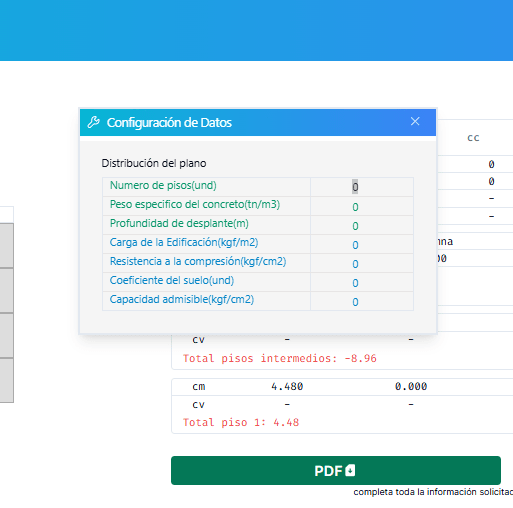 Configuración de Datos
cc
Distribución del plano
Numero de pisos(und) 0
Peso especifico del concreto(tn/m3) 0
Profundidad de desplante(m) 0
Carga de la Edificación(kgf/m2) 0
Resistencia a la compresión(kgf/cm2) 0
Coeficiente del suelo(und) 0
Capacidad admisible(kgf/cm2) 0
0
0
-
-
cv - -
Total pisos intermedios: -8.96
cm 4.480 0.000
cv - -
Total piso 1: 4.48
PDF
completa toda la información